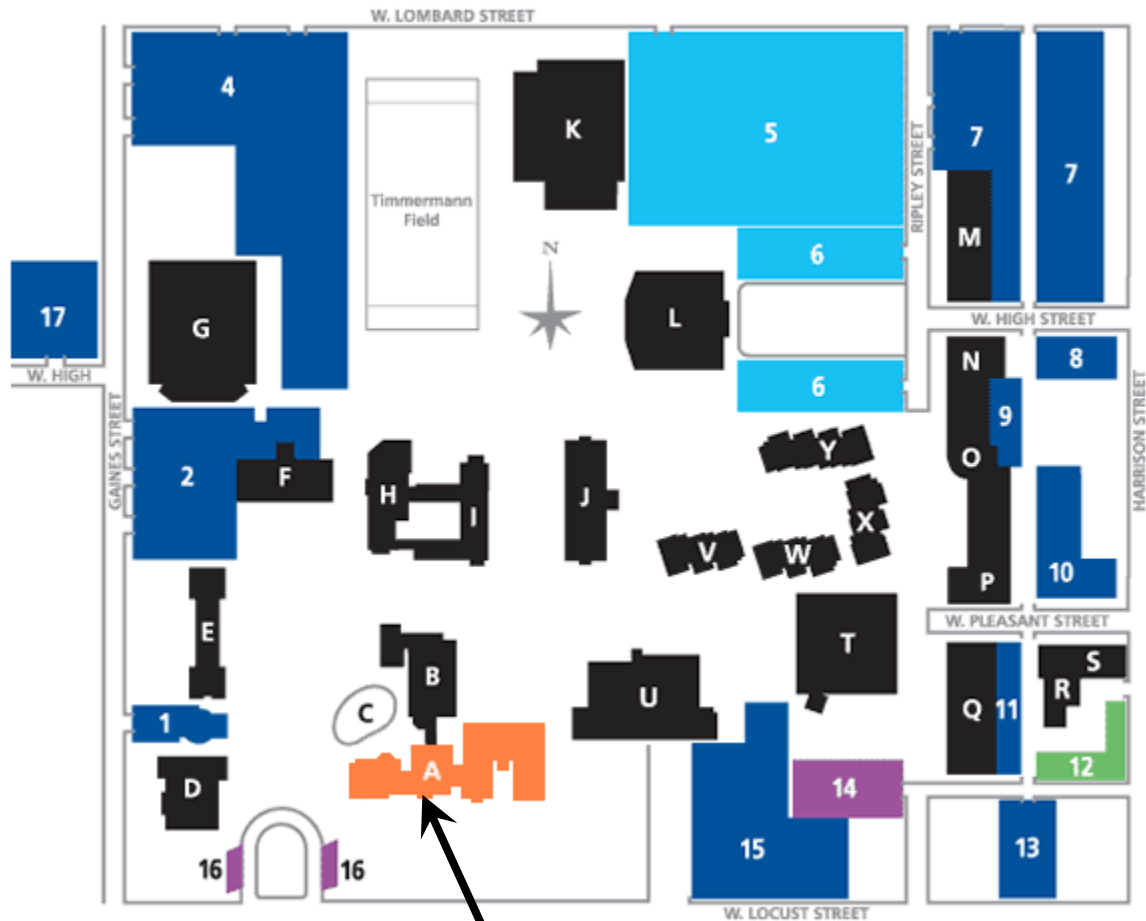 W. LOMBARD STREET
4
K
5
7
7
RIPLEY STREET
Timmermann
Field
M
N
6
17
G
L
W. HIGH STREET
W. HIGH
N
8
6
GAINES STREET
9
HARRISON STREET
Y
2
F
H
I
J
O
X
V
W
10
P
W. PLEASANT STREET
E
T
B
S
R
U
C
Q
11
1
A
12
D
14
15
13
16
16
W. LOCUST STREET